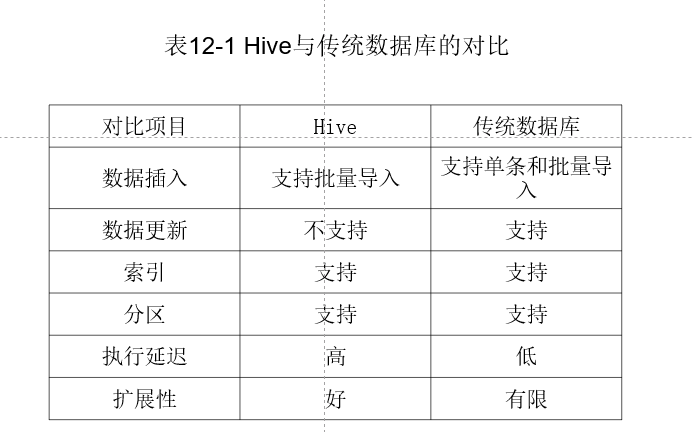 表12-1 Hive与传统数据库的对比
对比项目 Hive 传统数据库
数据插入 支持批量导入 支持单条和批量导
入
数据更新 不支持 支持
索引 支持 支持
分区 支持 支持
执行延迟 高 低
扩展性 好 有限